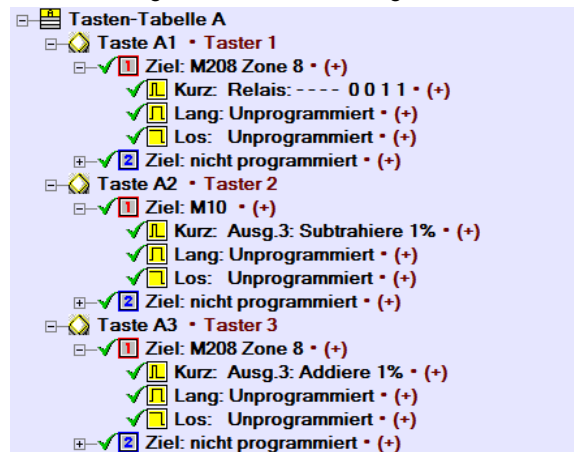 A Tasten-Tabelle A
Taste A1 • Taster 1
1 Ziel: M208 Zone 8 • (+)
Kurz: Relais: - - - - 0 0 1 1 • (+)
Lang: Unprogrammiert • (+)
Los: Unprogrammiert • (+)
2 Ziel: nicht programmiert • (+)
Taste A2 • Taster 2
1 Ziel: M10 • (+)
Kurz: Ausg.3: Subtrahiere 1% • (+)
Lang: Unprogrammiert • (+)
Los: Unprogrammiert • (+)
2 Ziel: nicht programmiert • (+)
Taste A3 • Taster 3
1 Ziel: M208 Zone 8 • (+)
Kurz: Ausg.3: Addiere 1% • (+)
Lang: Unprogrammiert • (+)
Los: Unprogrammiert • (+)
2 Ziel: nicht programmiert • (+)